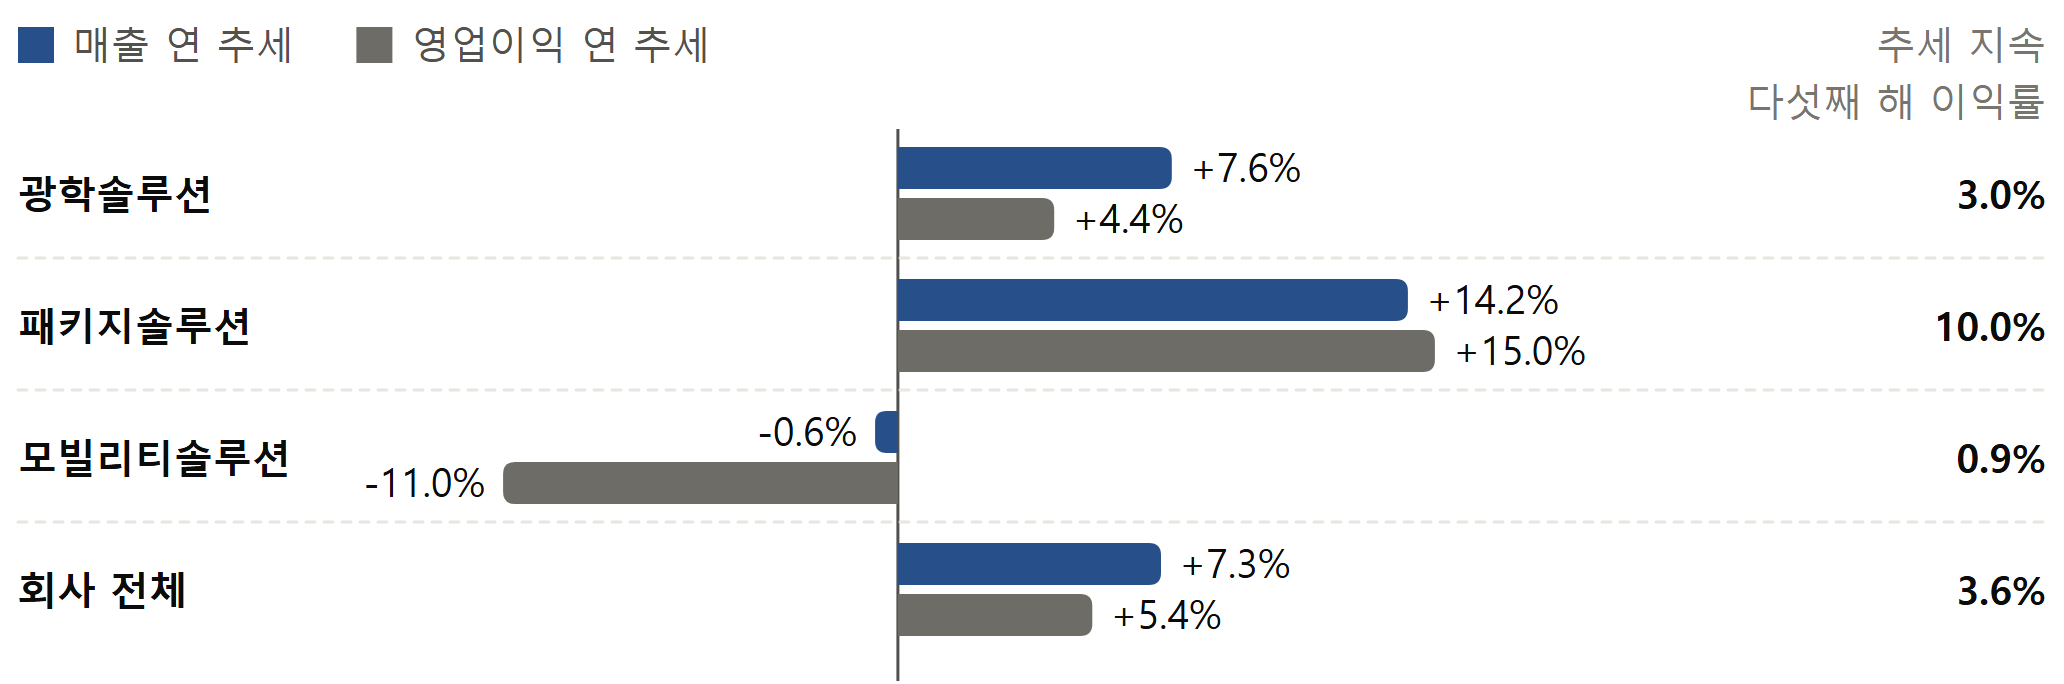 매출 연 추세 영업이익 연 추세
추세 지속
다섯째 해 이익률
광학솔루션 +7.6% +4.4% 3.0%
패키지솔루션 +14.2% +15.0% 10.0%
모빌리티솔루션 -0.6% -11.0% 0.9%
회사 전체 +7.3% +5.4% 3.6%